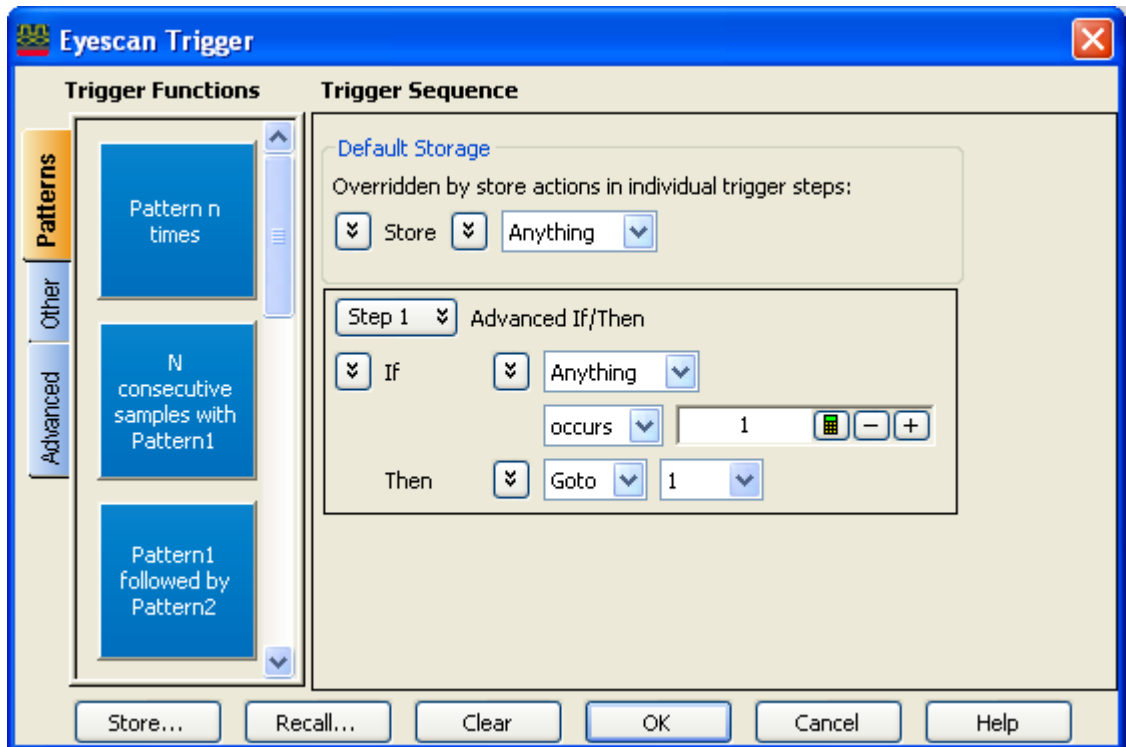 Eyescan Trigger
Trigger Functions
Trigger Sequence
Patterns
Other
Advanced
Pattern n
times
N
consecutive
samples with
Pattern1
Pattern1
followed by
Pattern2
Default Storage
Overridden by store actions in individual trigger steps:
Store Anything
Step 1 Advanced If/Then
If Anything
occurs 1
Then Goto 1
Store... Recall... Clear OK Cancel Help